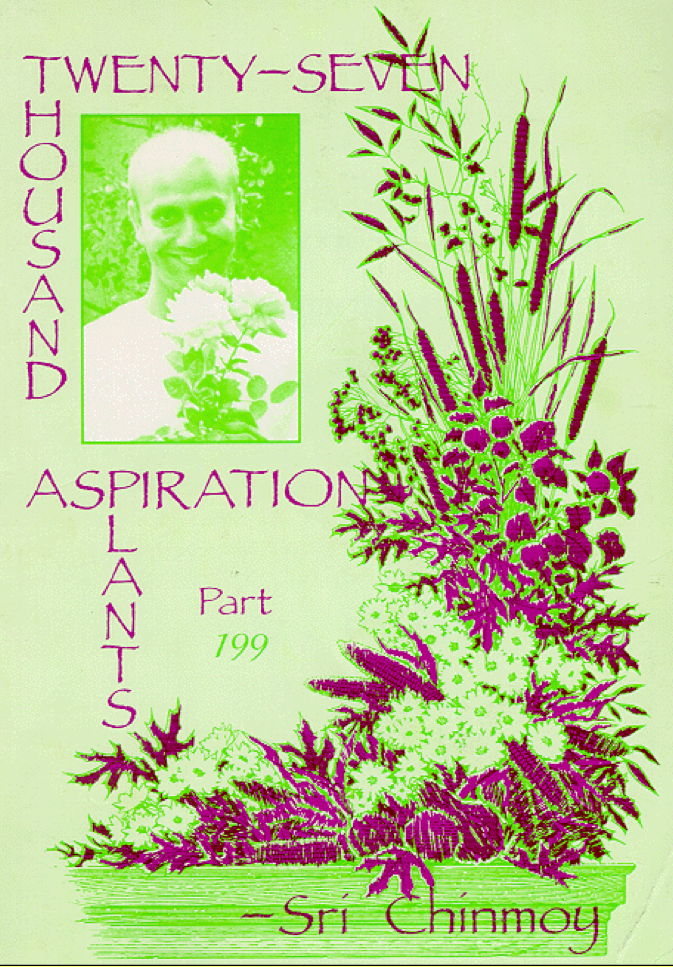 TWENTY–SEVEN
THOUSAND
ASPIRATION
PLANTS
Part
199
–Sri Chinmoy